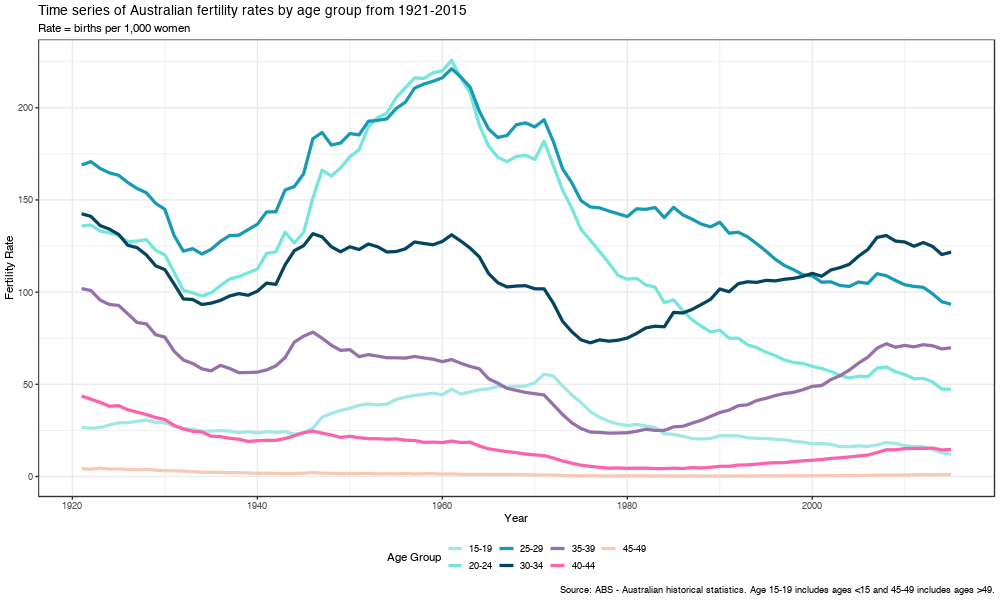 Time series of Australian fertility rates by age group from 1921-2015
Rate = births per 1,000 women
Fertility Rate
200
150
100
50
0
1920 1940 1960 1980 2000
Year
Age Group
15-19 25-29 35-39 45-49
20-24 30-34 40-44
Source: ABS - Australian historical statistics. Age 15-19 includes ages <15 and 45-49 includes ages >49.